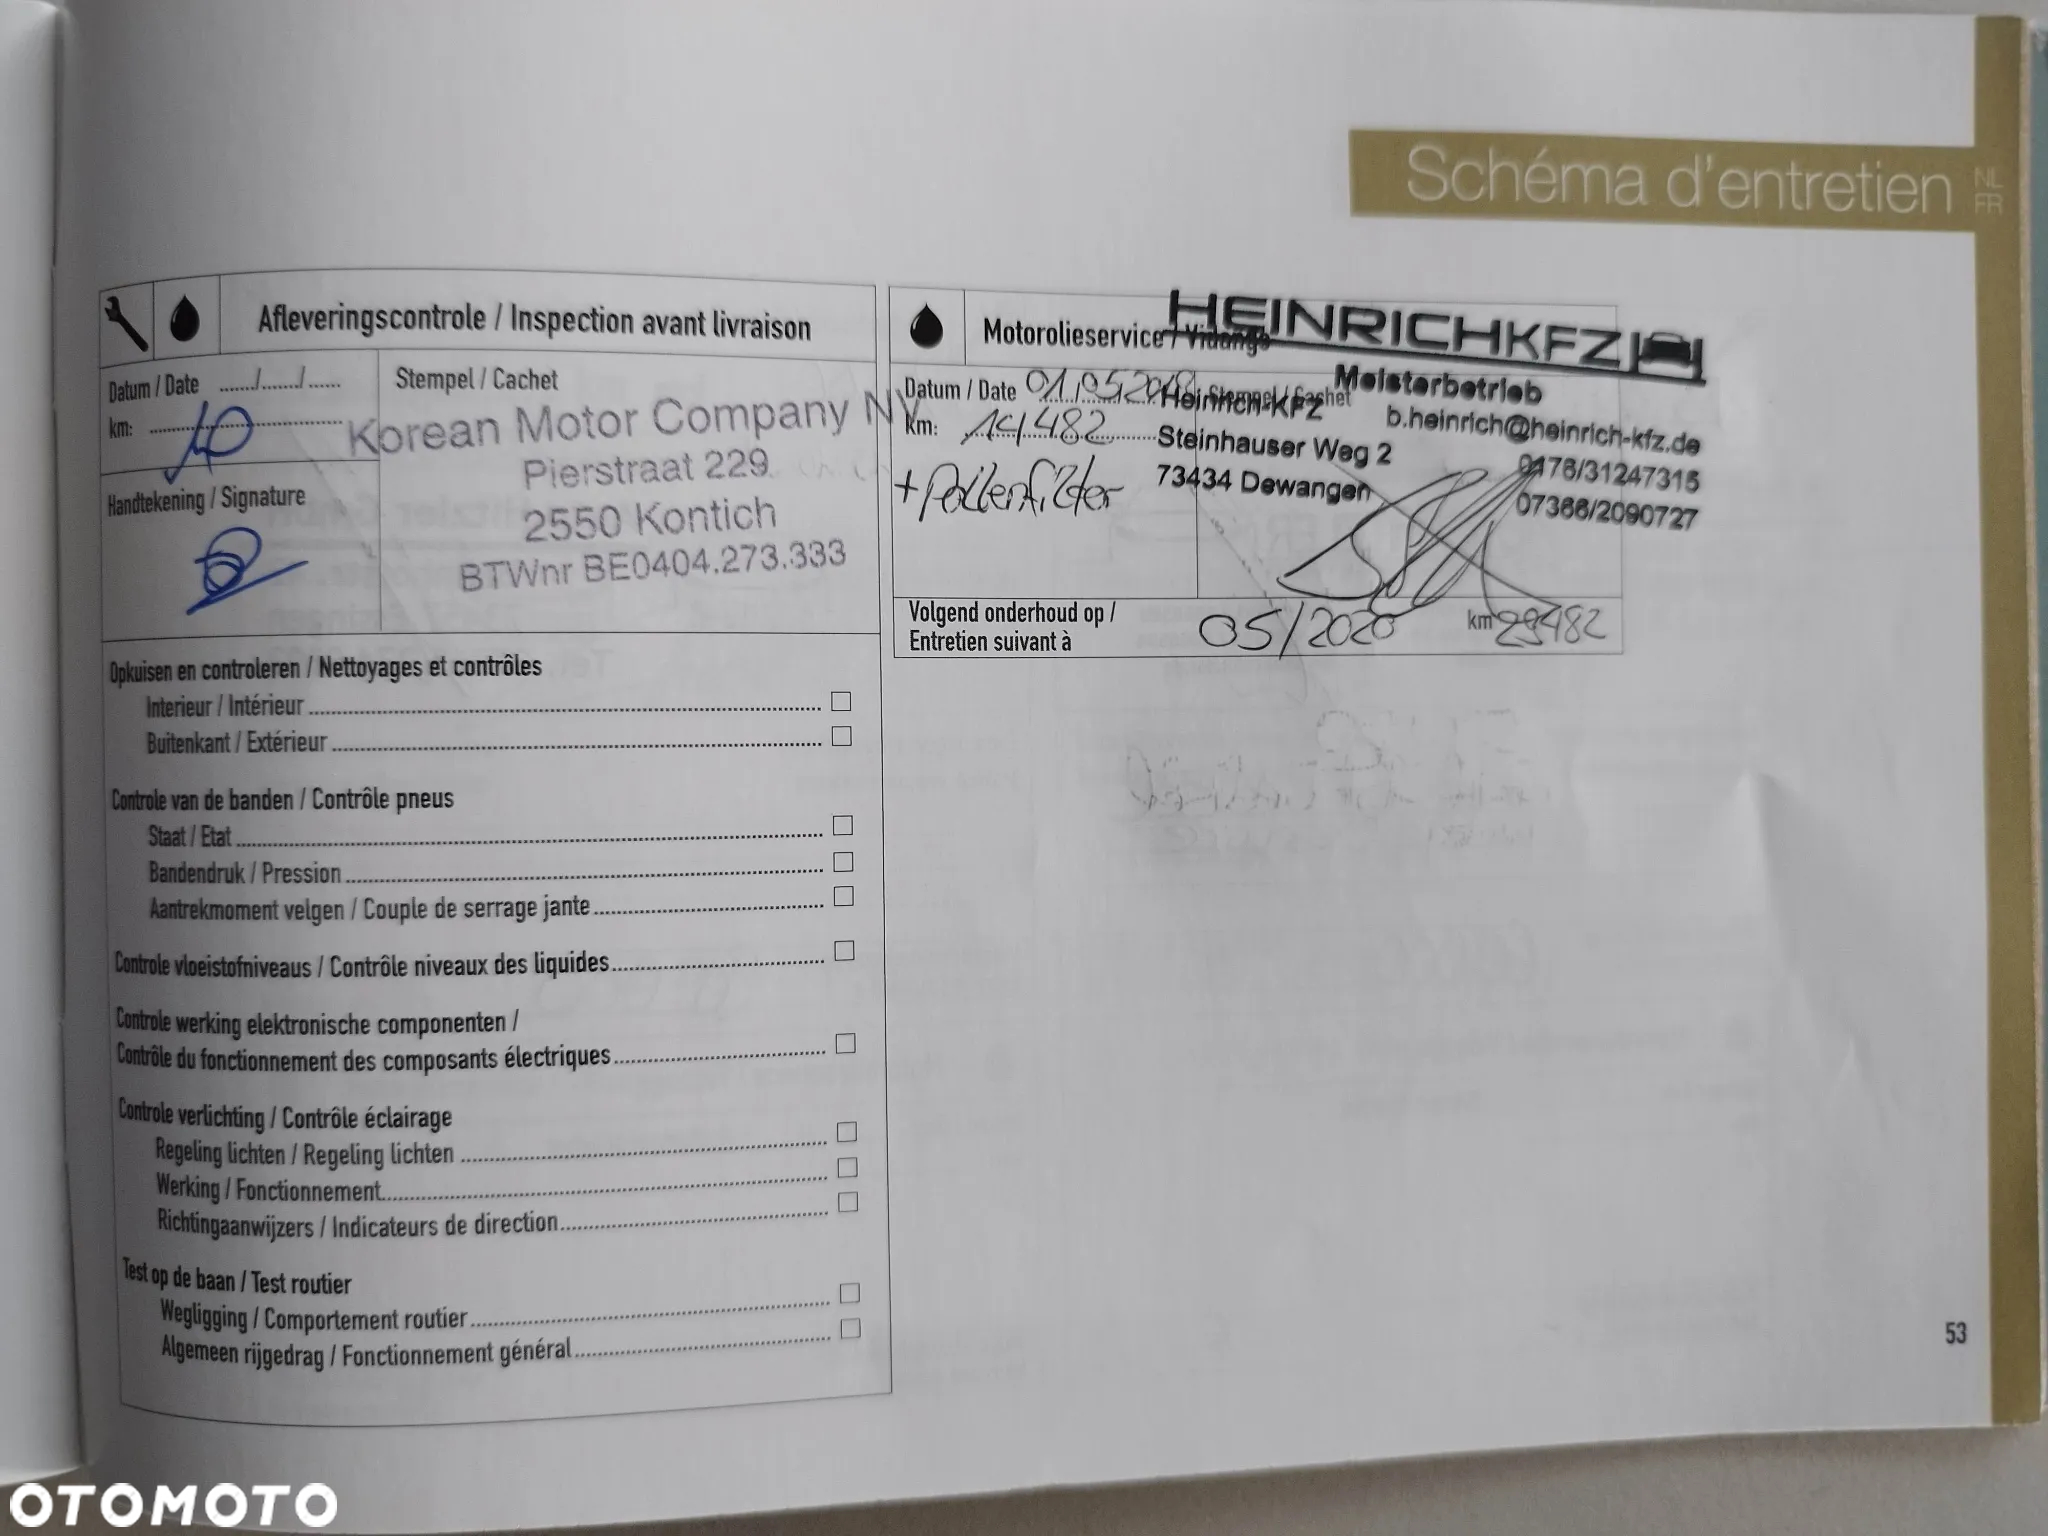 Schéma d'entretien
NL
FR
Afleveringscontrole / Inspection avant livraison
Datum / Date ....../....../......
km: 10
Stempel / Cachet
Korean Motor Company NV
Pierstraat 229
2550 Kontich
BTWnr BE0404.273.333
Handtekening / Signature
Opkuisen en controleren / Nettoyages et contrôles
Interieur / Intérieur
Buitenkant / Extérieur
Controle van de banden / Contrôle pneus
Staat / Etat
Bandendruk / Pression
Aantrekmoment velgen / Couple de serrage jante
Controle vloeistofniveaus / Contrôle niveaux des liquides
Controle werking elektronische componenten /
Contrôle du fonctionnement des composants électriques
Controle verlichting / Contrôle éclairage
Regeling lichten / Regeling lichten
Werking / Fonctionnement
Richtingaanwijzers / Indicateurs de direction
Test op de baan / Test routier
Wegligging / Comportement routier
Algemeen rijgedrag / Fonctionnement général
Motorolieservice / Vidange
HEINRICHKFZ
Meisterbetrieb
Datum / Date 01.05.
Stempel / Cachet
Heinrich-KFZ
b.heinrich@heinrich-kfz.de
Km: 14482
Steinhauser Weg 2
0176/31247315
+ Pollenfilter
73434 Dewangen
07366/2090727
Volgend onderhoud op /
Entretien suivant à
05/2020
km 29482
53
OTOMOTO